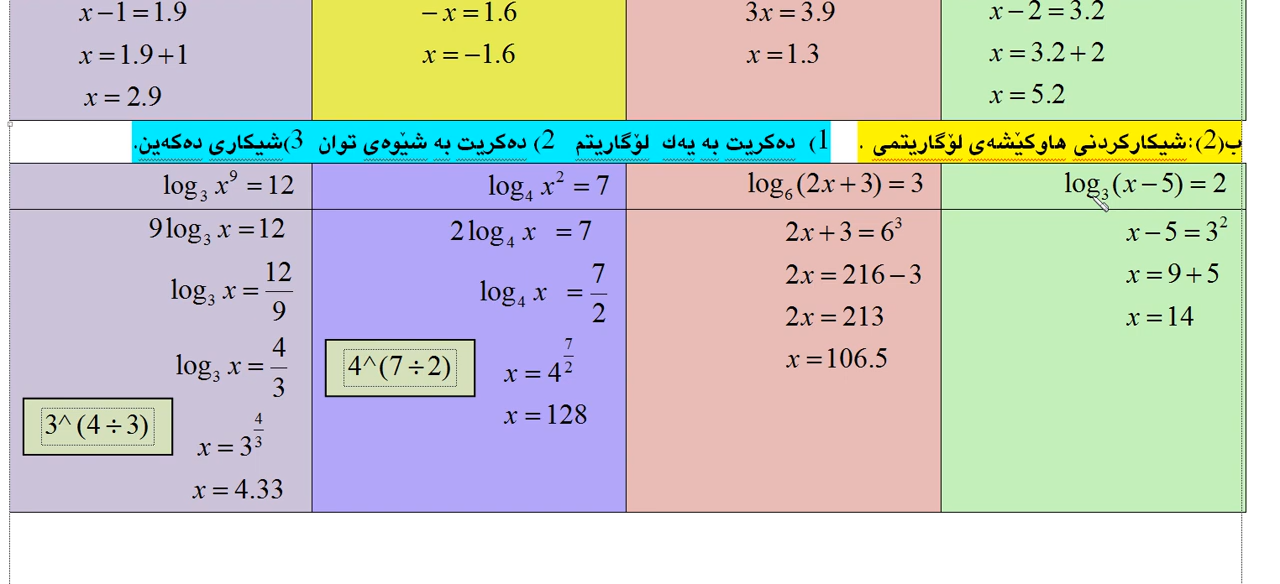 x − 1 = 1.9
x = 1.9 + 1
x = 2.9
− x = 1.6
x = −1.6
3x = 3.9
x = 1.3
x − 2 = 3.2
x = 3.2 + 2
x = 5.2
ب(2):شیکارکردنی هاوکێشەی لۆگاریتمی . 1) دەکریت بە یەك لۆگاریتم 2) دەکریت بە شێوەی توان 3)شیکاری دەکەین.
log₃ x⁹ = 12
9log₃ x = 12
log₃ x = 12/9
log₃ x = 4/3
3^(4÷3)
x = 3^(4/3)
x = 4.33
log₄ x² = 7
2log₄ x = 7
log₄ x = 7/2
4^(7÷2)
x = 4^(7/2)
x = 128
log₆(2x+3) = 3
2x + 3 = 6³
2x = 216 − 3
2x = 213
x = 106.5
log₃(x−5) = 2
x − 5 = 3²
x = 9 + 5
x = 14